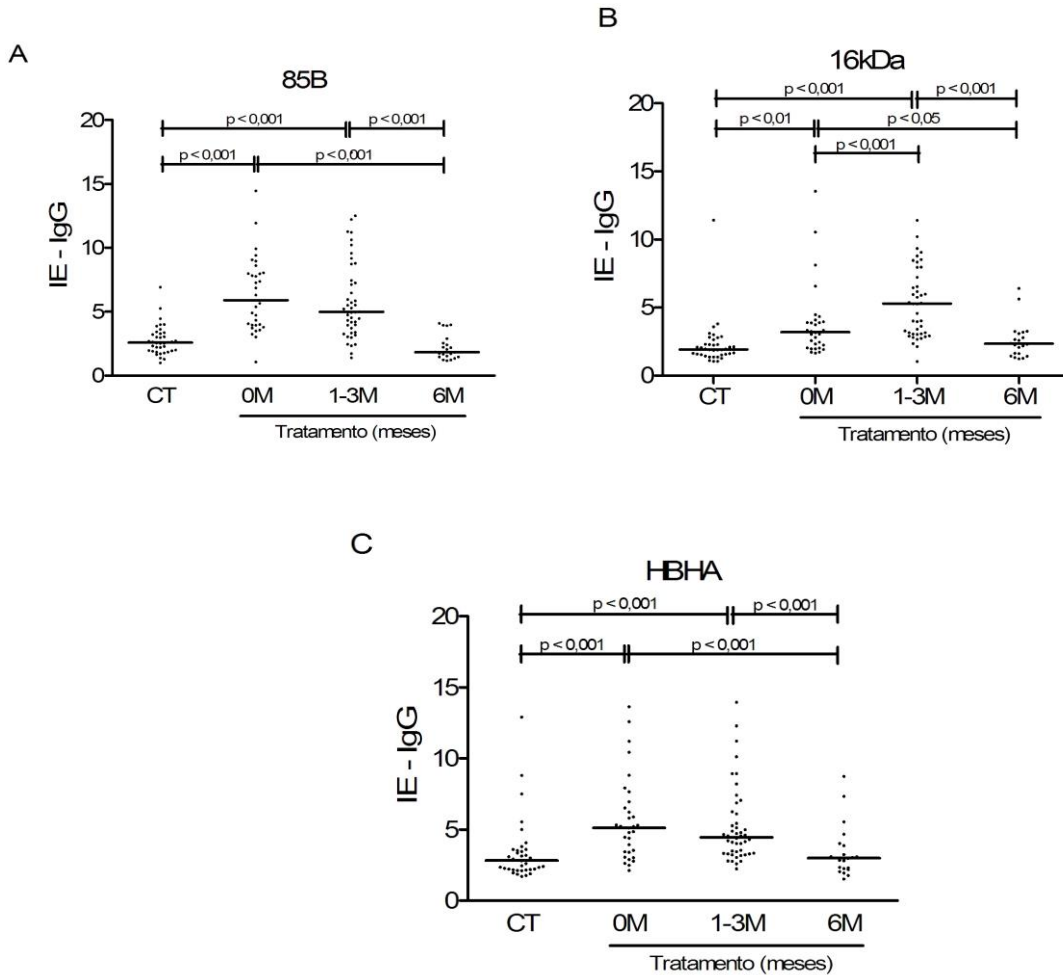 A
85B
p < 0,001
p < 0,001
p < 0,001
p < 0,001
20
15
10
5
0
IE - IgG
CT
0M
1-3M
6M
Tratamento (meses)
B
16kDa
p < 0,001
p < 0,001
p < 0,01
p < 0,05
p < 0,001
20
15
10
5
0
IE - IgG
CT
0M
1-3M
6M
Tratamento (meses)
C
HBHA
p < 0,001
p < 0,001
p < 0,001
p < 0,001
20
15
10
5
0
IE - IgG
CT
0M
1-3M
6M
Tratamento (meses)